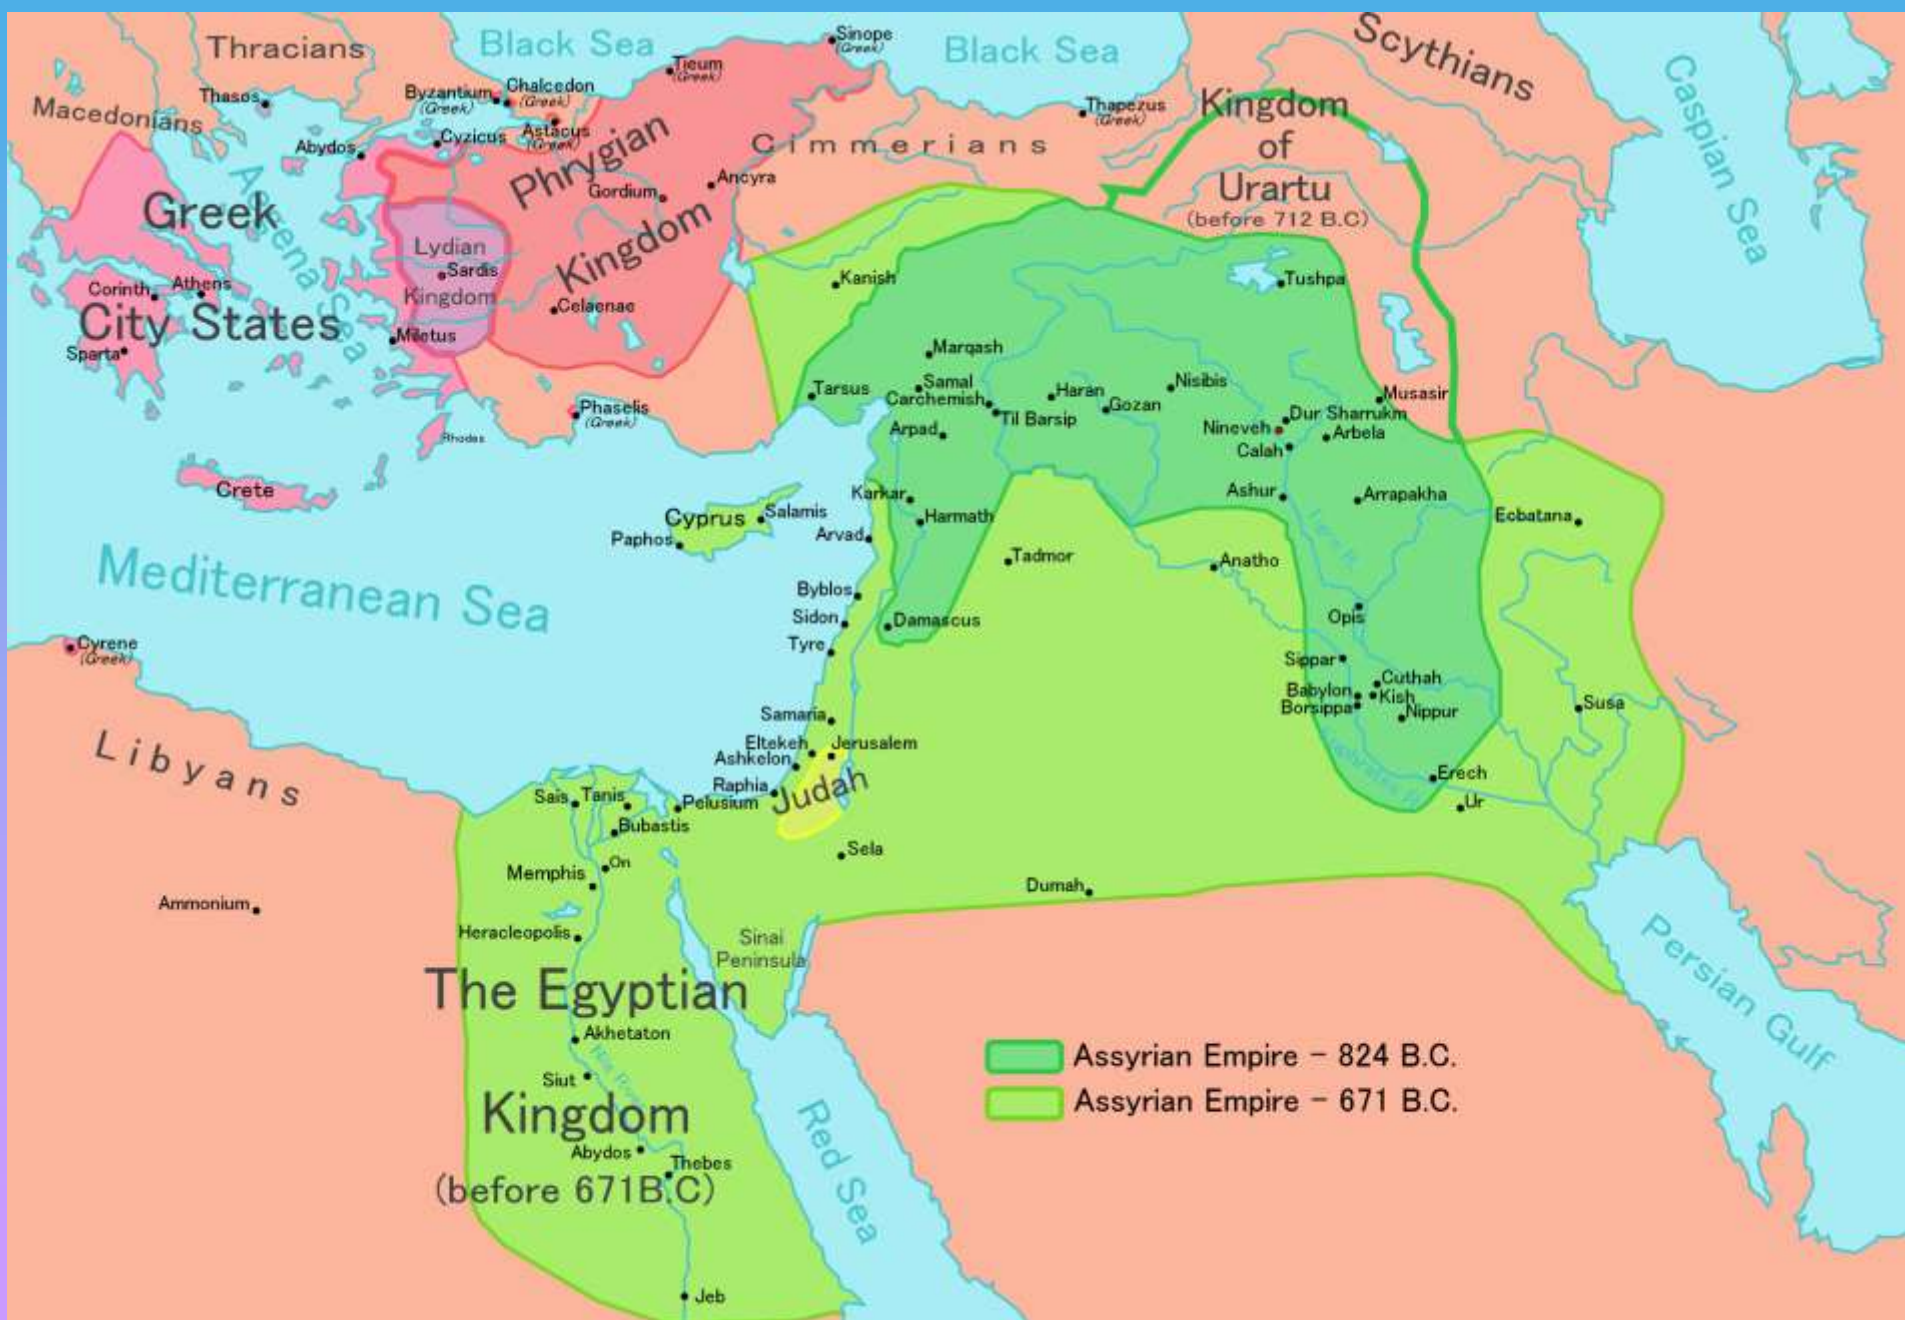 Thracians
Black Sea
Sinope
(Greek)
Black Sea
Scythians
Caspian Sea
Macedonians
Thasos
Byzantium
(Greek)
Chalcedon
(Greek)
Tieum
(Greek)
Astacus
(Greek)
Cyzicus
Abydos
Phrygian
Kingdom
Gordium
Ancyra
Cimmerians
Thapezus
(Greek)
Kingdom
of
Urartu
(before 712 B.C)
Greek
City States
Corinth
Athens
Sparta
Lydian
Sardis
Kingdom
Miletus
Celaenae
Kanish
Tushpa
Marqash
Tarsus
Samal
Carchemish
Til Barsip
Haran
Gozan
Nisibis
Musasir
Dur Sharrukm
Nineveh
Arbela
Calah
Arpad
Phaselis
(Greek)
Rhodes
Crete
Karkar
Harmath
Ashur
Arrapakha
Ecbatana
Cyprus
Salamis
Paphos
Arvad
Tadmor
Anatho
Mediterranean Sea
Byblos
Sidon
Tyre
Damascus
Opis
Cyrene
(Greek)
Sippar
Cuthah
Babylon
Kish
Borsippa
Nippur
Susa
Samaria
Eltekeh
Jerusalem
Ashkelon
Raphia
Judah
Erech
Ur
Libyans
Sais
Tanis
Pelusium
Bubastis
On
Memphis
Sela
Dumah
Ammonium
Heracleopolis
Sinai
Peninsula
Persian Gulf
The Egyptian
Kingdom
(before 671B.C)
Akhetaton
Siut
Abydos
Thebes
Jeb
Red Sea
Assyrian Empire - 824 B.C.
Assyrian Empire - 671 B.C.